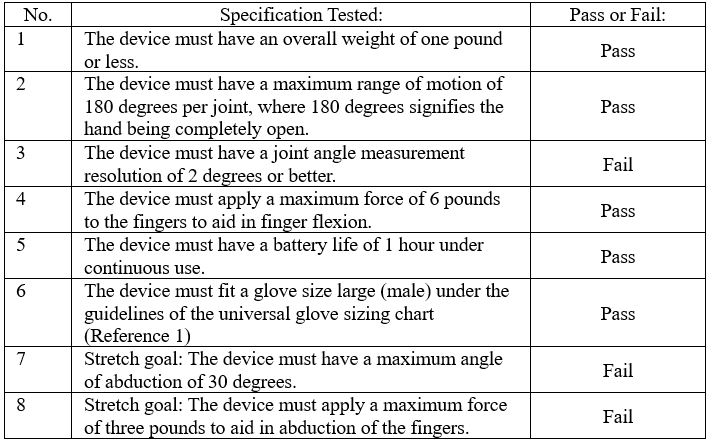 No. Specification Tested: Pass or Fail:
1 The device must have an overall weight of one pound
or less.
Pass
2 The device must have a maximum range of motion of
180 degrees per joint, where 180 degrees signifies the
hand being completely open.
Pass
3 The device must have a joint angle measurement
resolution of 2 degrees or better.
Fail
4 The device must apply a maximum force of 6 pounds
to the fingers to aid in finger flexion.
Pass
5 The device must have a battery life of 1 hour under
continuous use.
Pass
6 The device must fit a glove size large (male) under the
guidelines of the universal glove sizing chart
(Reference 1)
Pass
7 Stretch goal: The device must have a maximum angle
of abduction of 30 degrees.
Fail
8 Stretch goal: The device must apply a maximum force
of three pounds to aid in abduction of the fingers.
Fail